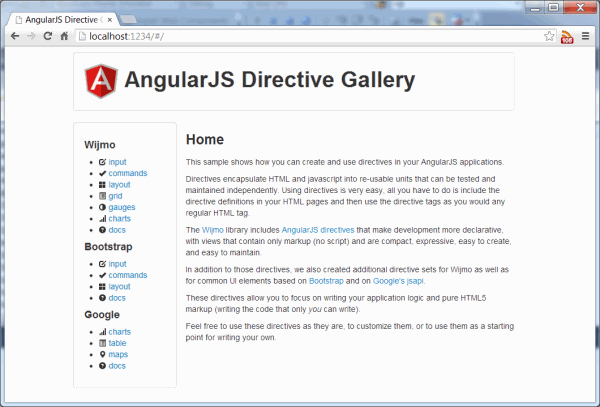 AngularJS Directive G
localhost:1234/#/
106
AngularJS Directive Gallery
Wijmo
input
commands
layout
grid
gauges
charts
docs
Bootstrap
input
commands
layout
docs
Google
charts
table
maps
docs
Home
This sample shows how you can create and use directives in your AngularJS applications.
Directives encapsulate HTML and javascript into re-usable units that can be tested and
maintained independently. Using directives is very easy, all you have to do is include the
directive definitions in your HTML pages and then use the directive tags as you would any
regular HTML tag.
The Wijmo library includes AngularJS directives that make development more declarative,
with views that contain only markup (no script) and are compact, expressive, easy to create,
and easy to maintain.
In addition to those directives, we also created additional directive sets for Wijmo as well as
for common UI elements based on Bootstrap and on Google's jsapi.
These directives allow you to focus on writing your application logic and pure HTML5
markup (writing the code that only you can write).
Feel free to use these directives as they are, to customize them, or to use them as a starting
point for writing your own.